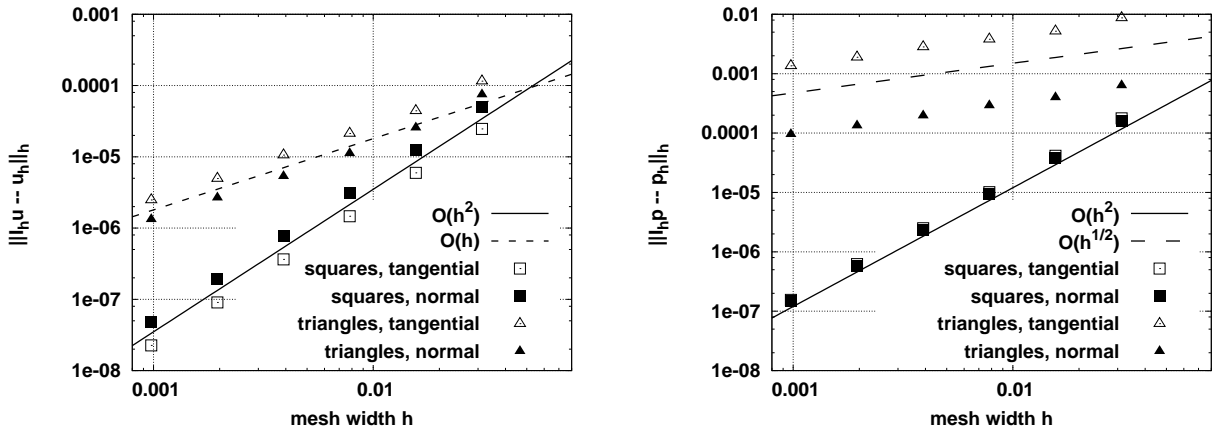 0.001
0.0001
1e-05
1e-06
1e-07
1e-08
||I_hu -- u_h||_h
O(h^2)
O(h)
squares, tangential
squares, normal
triangles, tangential
triangles, normal
0.001
0.01
mesh width h
0.01
0.001
0.0001
1e-05
1e-06
1e-07
1e-08
||I_hp -- p_h||_h
O(h^2)
O(h^{1/2})
squares, tangential
squares, normal
triangles, tangential
triangles, normal
0.001
0.01
mesh width h